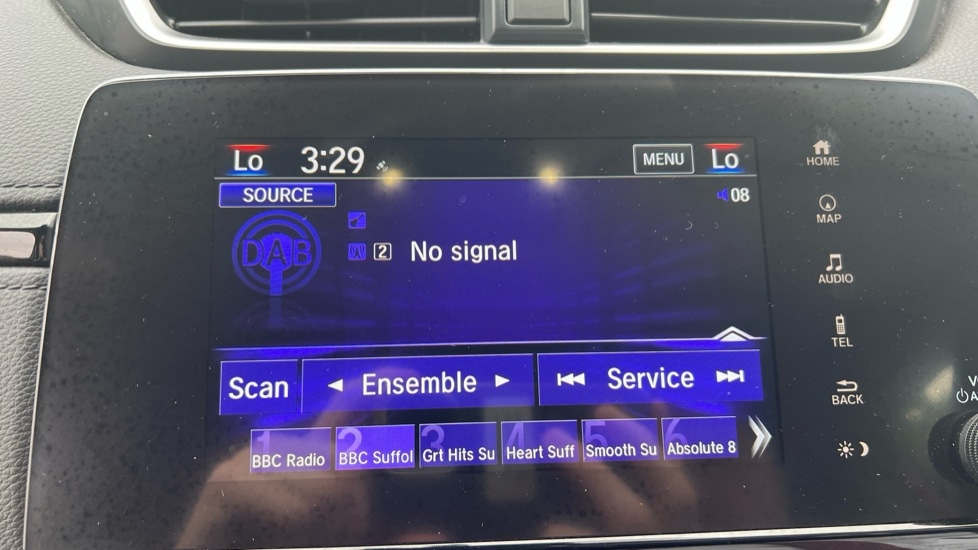 Lo 3:29 MENU Lo
SOURCE 08
DAB
2 No signal
Scan Ensemble Service
1 2 3 4 5 6
BBC Radio BBC Suffol Grt Hits Su Heart Suff Smooth Su Absolute 8
HOME
MAP
AUDIO
TEL
BACK
V
A